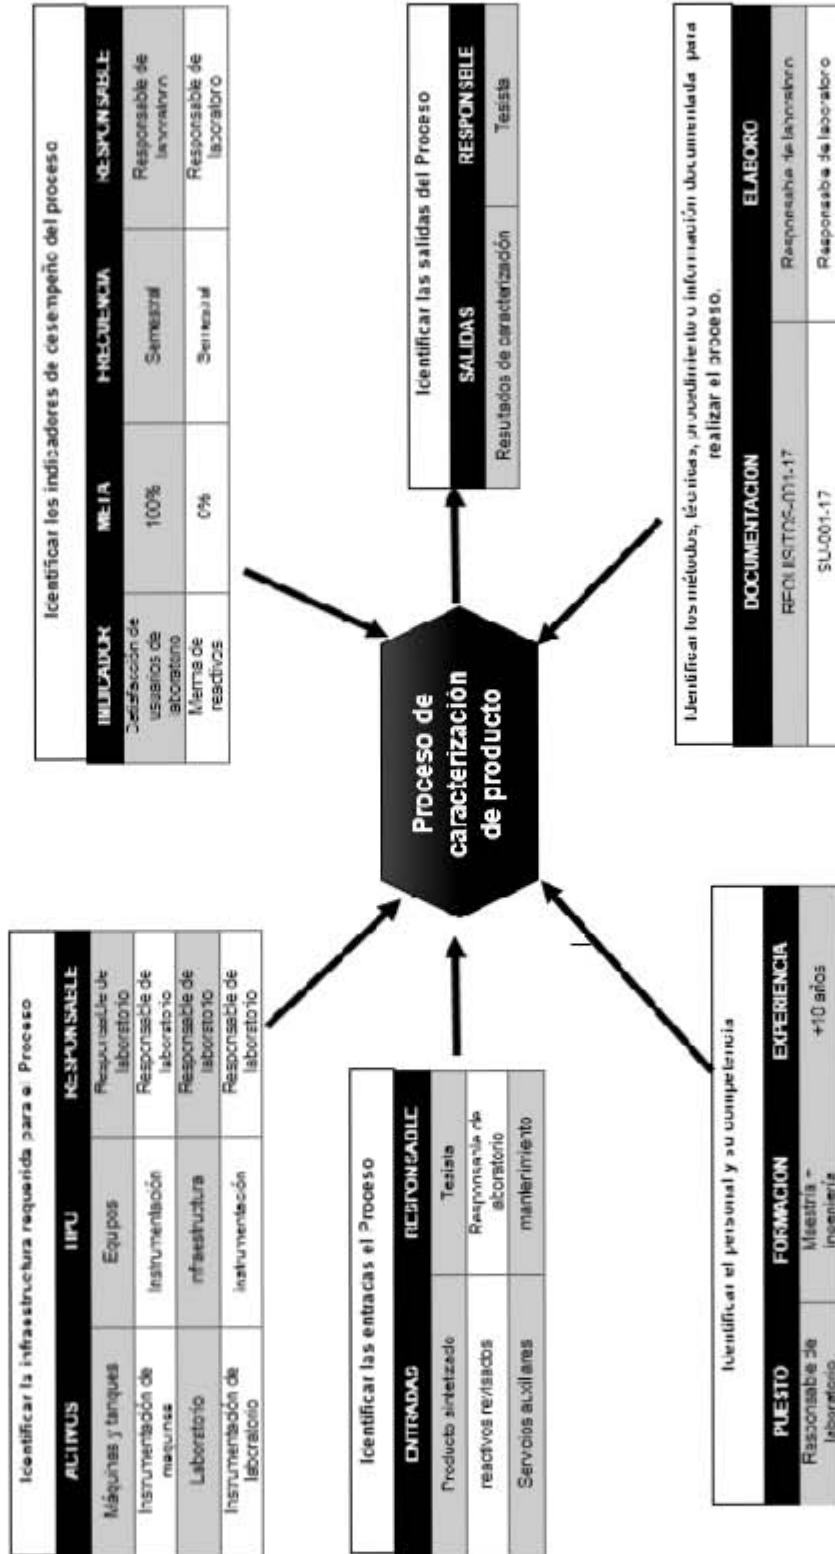 Identificar la infraestructura requerida para el Proceso
ACTIVOS TIPO RESPONSABLE
Máquinas y tanques Equipos Responsable de
laboratorio
Instrumentación de
maquinas Instrumentación Responsable de
laboratorio
Laboratorio nfraestructura Responsable de
laboratorio
Instrumentación de
laboratorio instrumentación Responsable de
laboratorio
Identificar los indicadores de desempeño del proceso
INDICADOR META FRECUENCIA RESPONSABLE
usuarios de
laboratorio 100% Semestral Responsable de
laboratorio
Merma de
reactivos 0% Semestral Responsable de
laboratorio
Identificar las entradas el Proceso
ENTRADAS RESPONSABLE
Producto sintetizado Tesista
reactivos revisados Responsable de
aboratorio
Servicios auxiliares mantenimiento
Proceso de
caracterización
de producto
Identificar las salidas del Proceso
SALIDAS RESPONSBLE
Resultados de caracterización Tesista
Identificar el personal y su competencia
PUESTO FORMACION EXPERIENCIA
Responsable de
laboratorio Maestría –
ingeniería +10 años
Identificar los métodos, técnicas, procedimiento u información documentada para
realizar el proceso.
DOCUMENTACION ELABORO
REQUISITOS-001-17 Responsable de laboratorio
SU-001-17 Responsable de laboratorio